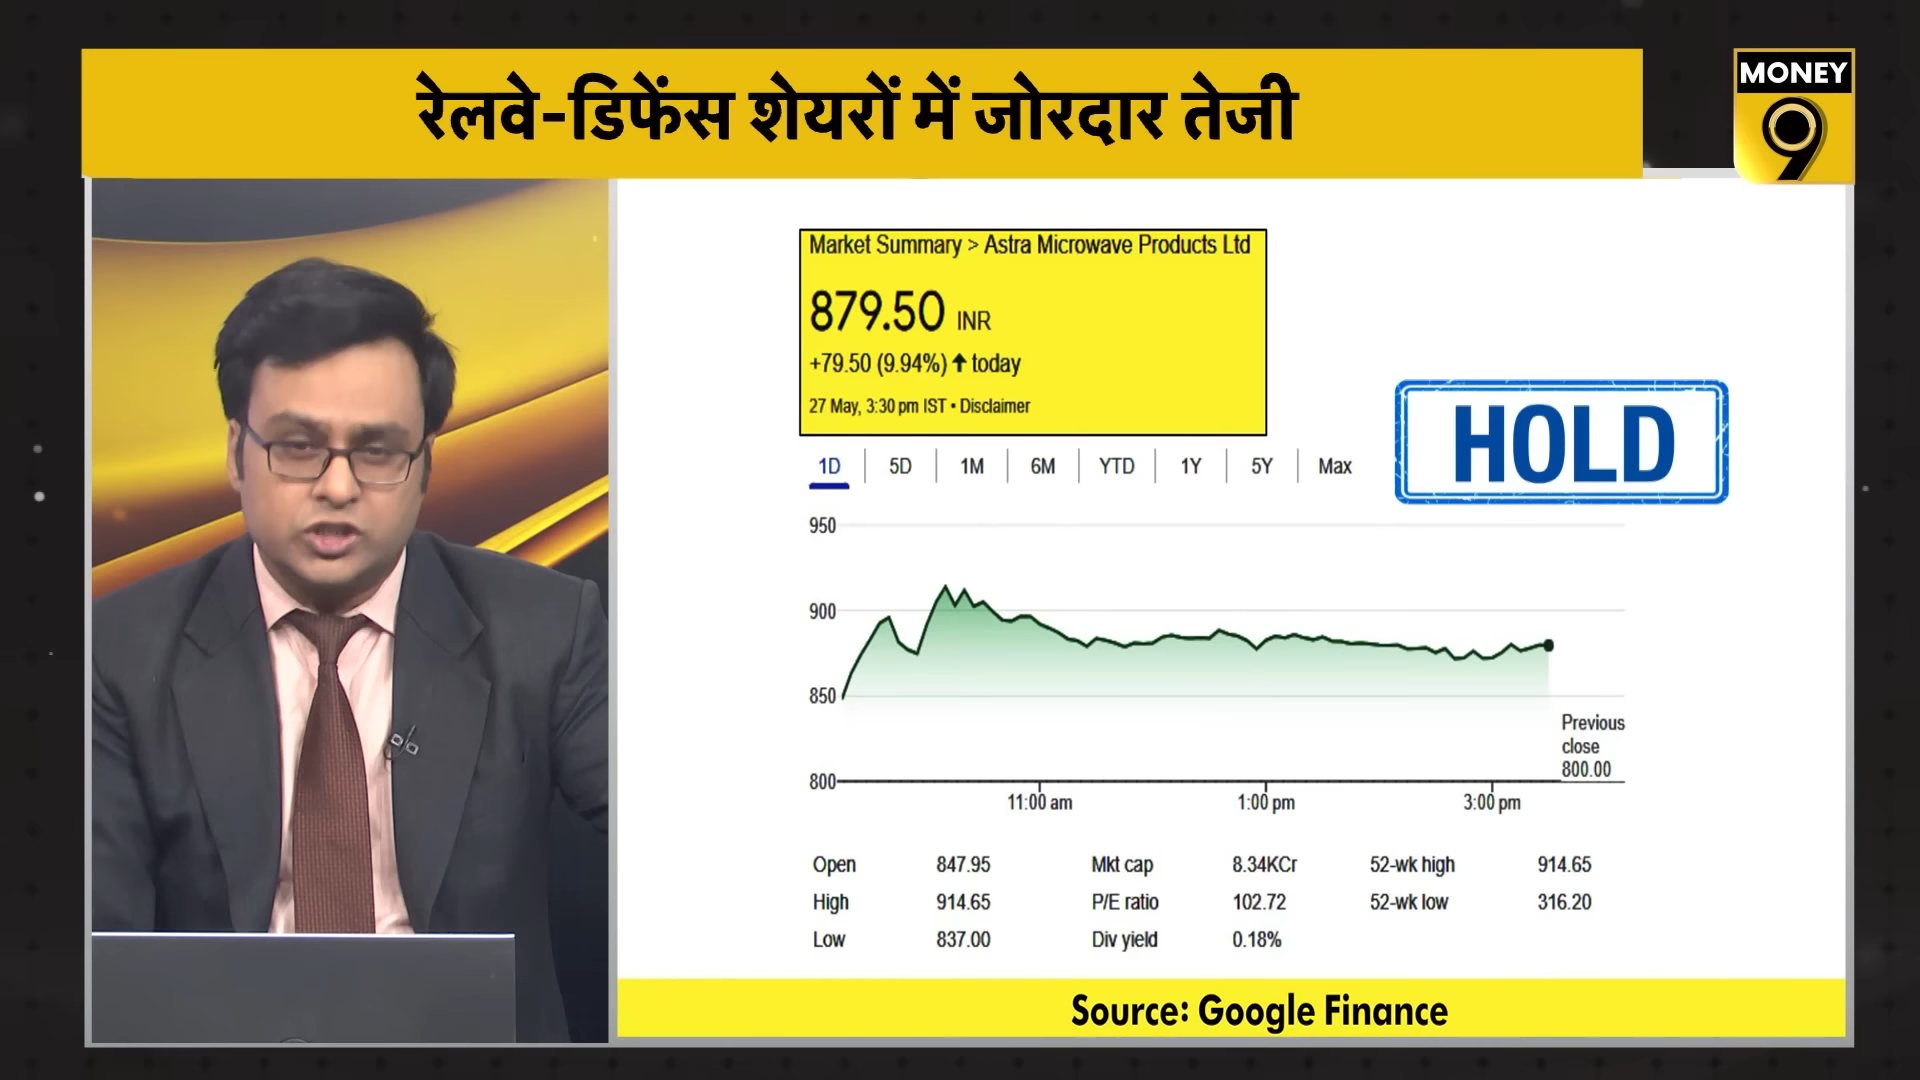 रेलवे-डिफेंस शेयरों में जोरदार तेजी
MONEY
9
Market Summary > Astra Microwave Products Ltd
879.50 INR
+79.50 (9.94%) ↑ today
27 May, 3:30 pm IST • Disclaimer
1D 5D 1M 6M YTD 1Y 5Y Max
HOLD
950
900
850
800
Previous
close
800.00
11:00 am 1:00 pm 3:00 pm
Open 847.95 Mkt cap 8.34KCr 52-wk high 914.65
High 914.65 P/E ratio 102.72 52-wk low 316.20
Low 837.00 Div yield 0.18%
Source: Google Finance